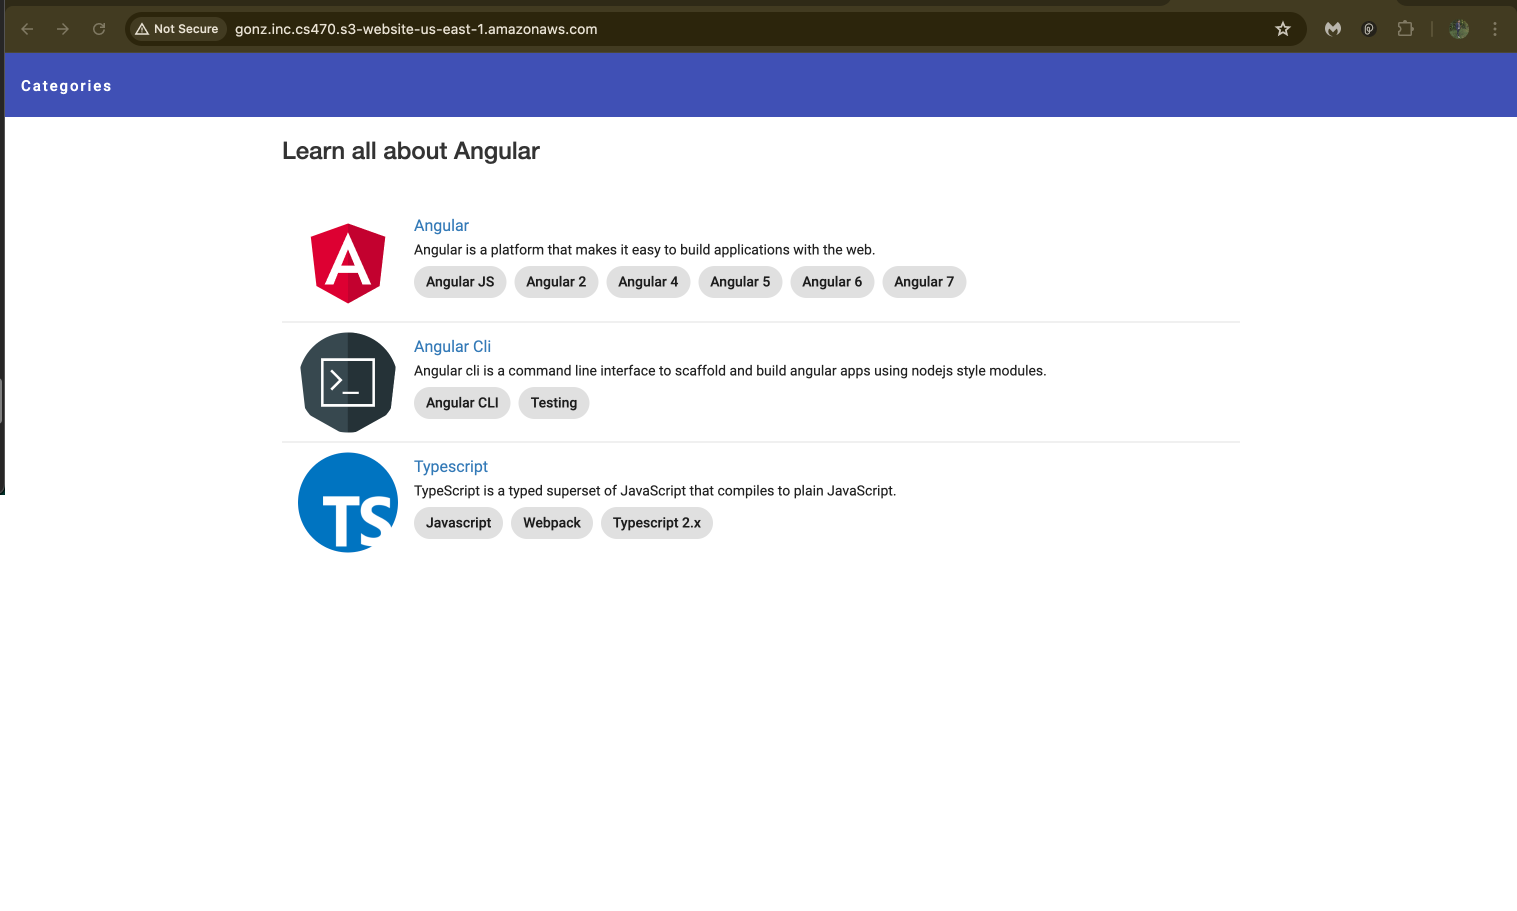 Not Secure gonz.inc.cs470.s3-website-us-east-1.amazonaws.com
Categories
Learn all about Angular
A
Angular
Angular is a platform that makes it easy to build applications with the web.
Angular JS Angular 2 Angular 4 Angular 5 Angular 6 Angular 7
>_
Angular Cli
Angular cli is a command line interface to scaffold and build angular apps using nodejs style modules.
Angular CLI Testing
TS
Typescript
TypeScript is a typed superset of JavaScript that compiles to plain JavaScript.
Javascript Webpack Typescript 2.x